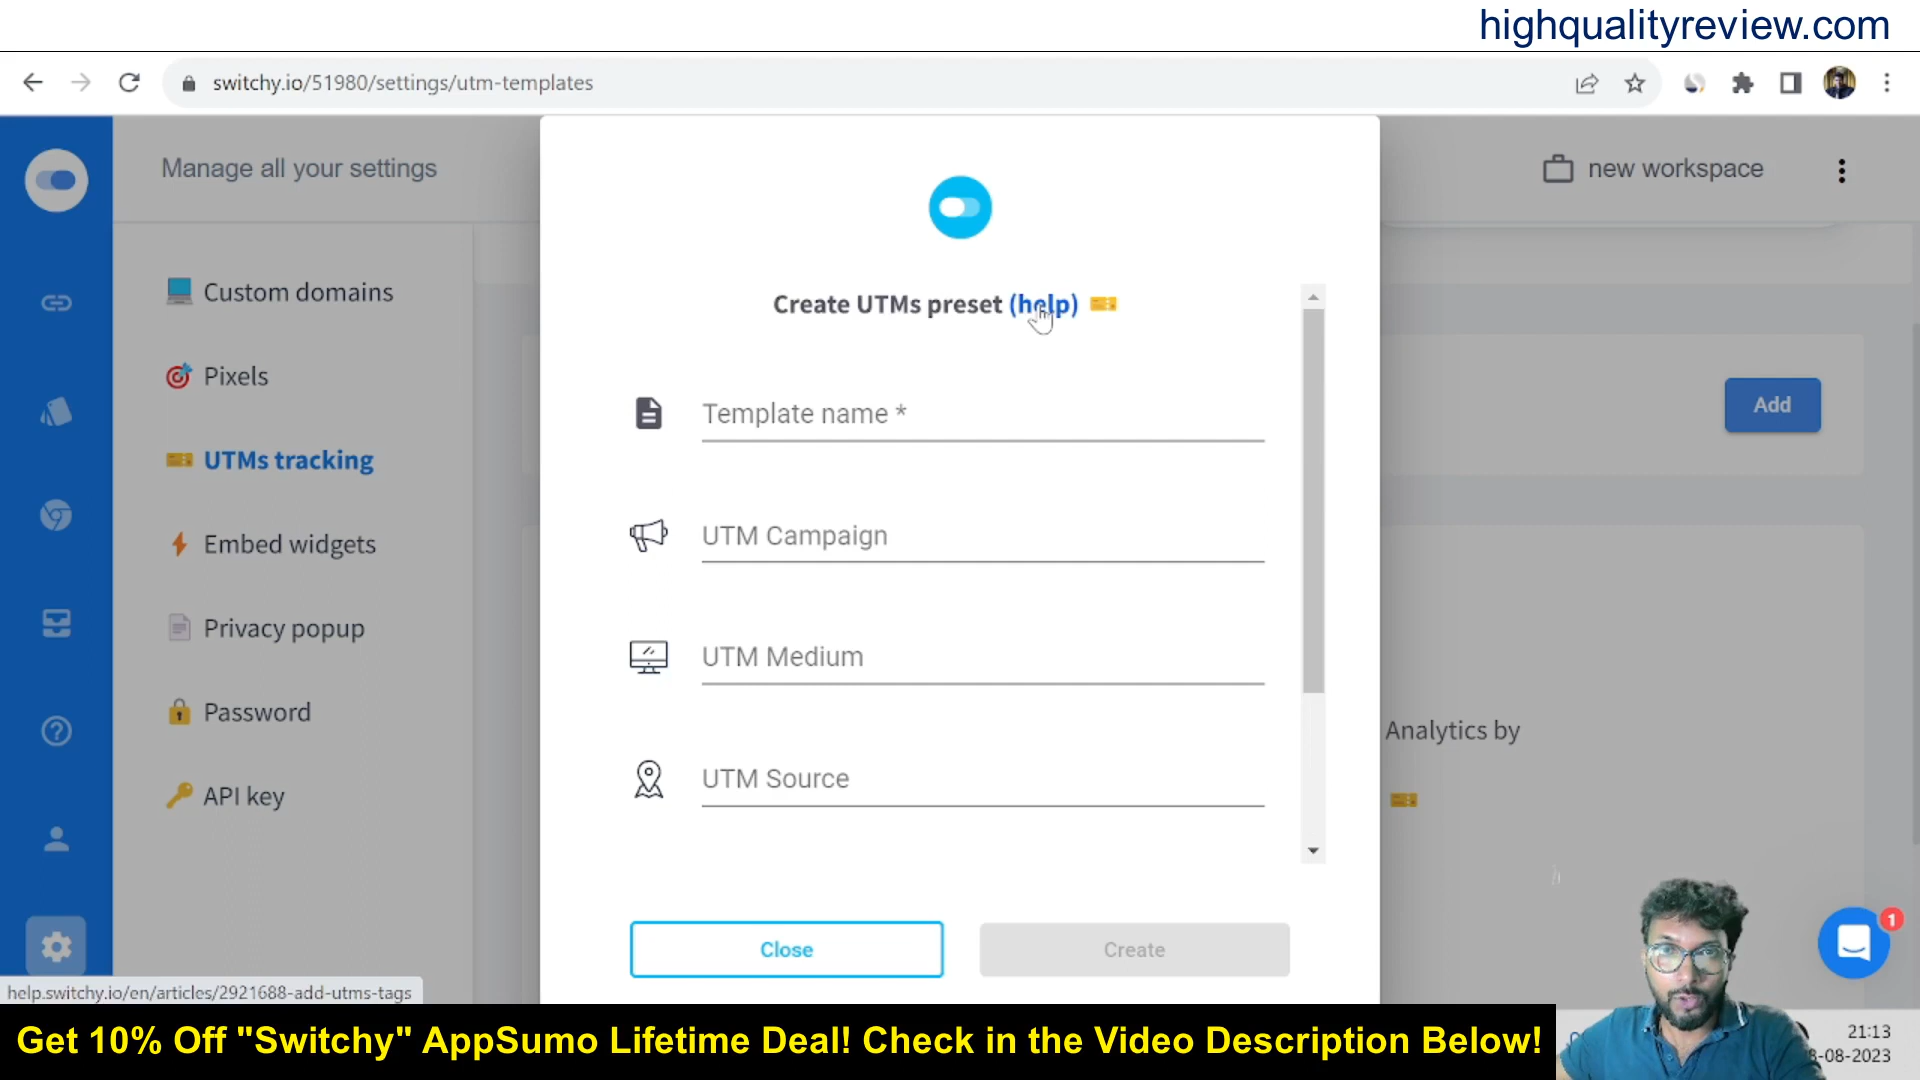 highqualityreview.com
switchy.io/51980/settings/utm-templates
Manage all your settings
new workspace
Custom domains
Pixels
UTMs tracking
Embed widgets
Privacy popup
Password
API key
Create UTMs preset (help)
Template name *
UTM Campaign
UTM Medium
UTM Source
Close
Create
Add
Analytics by
1
help.switchy.io/en/articles/2921688-add-utms-tags
Get 10% Off "Switchy" AppSumo Lifetime Deal! Check in the Video Description Below!
21:13
8-08-2023